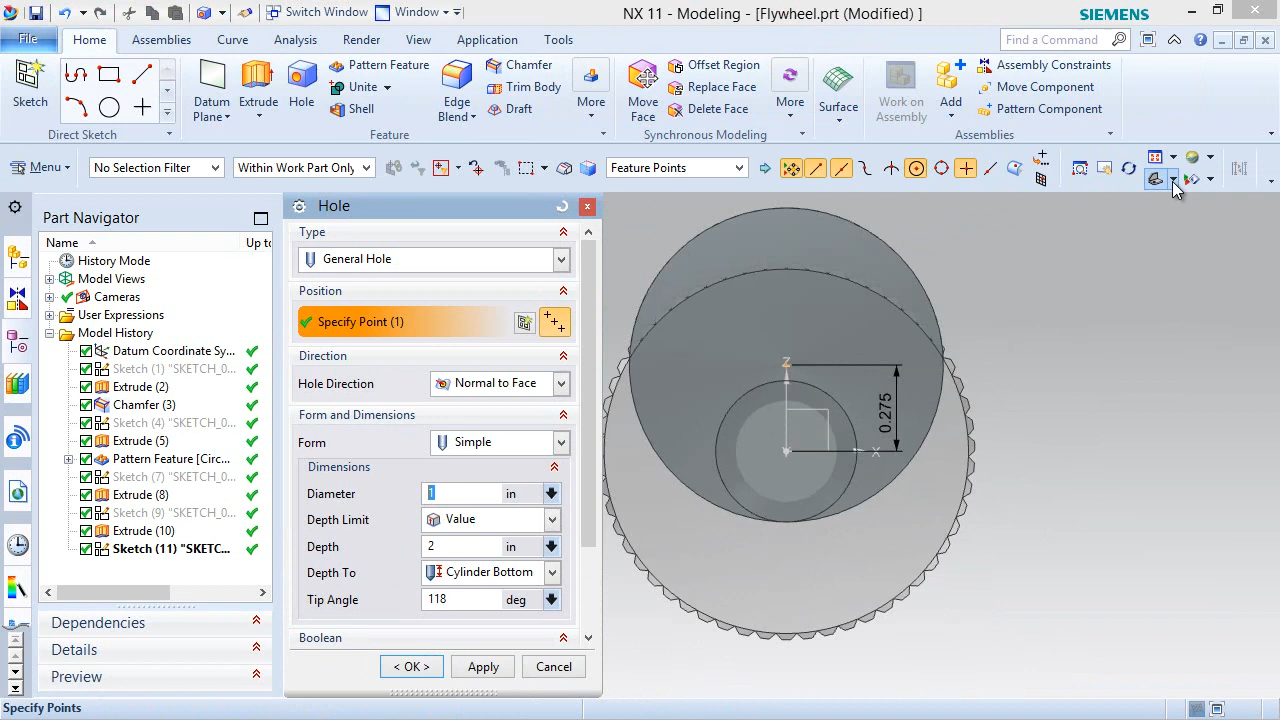 NX 11 - Modeling - [Flywheel.prt (Modified) ]
SIEMENS
Switch Window
Window
File
Home
Assemblies
Curve
Analysis
Render
View
Application
Tools
Find a Command
Sketch
Direct Sketch
Datum Plane
Extrude
Hole
Pattern Feature
Unite
Shell
Edge Blend
Chamfer
Trim Body
Draft
More
Feature
Move Face
Offset Region
Replace Face
Delete Face
More
Synchronous Modeling
Surface
Work on Assembly
Add
Assembly Constraints
Move Component
Pattern Component
Assemblies
Menu
No Selection Filter
Within Work Part Only
Feature Points
Part Navigator
Name
Up to
History Mode
Model Views
Cameras
User Expressions
Model History
Datum Coordinate Sy...
Sketch (1) "SKETCH_0...
Extrude (2)
Chamfer (3)
Sketch (4) "SKETCH_0...
Extrude (5)
Pattern Feature [Circ...
Sketch (7) "SKETCH_0...
Extrude (8)
Sketch (9) "SKETCH_0...
Extrude (10)
Sketch (11) "SKETC...
Dependencies
Details
Preview
Hole
Type
General Hole
Position
Specify Point (1)
Direction
Hole Direction
Normal to Face
Form and Dimensions
Form
Simple
Dimensions
Diameter
1
in
Depth Limit
Value
Depth
2
in
Depth To
Cylinder Bottom
Tip Angle
118
deg
Boolean
< OK >
Apply
Cancel
Z
X
0.275
Specify Points